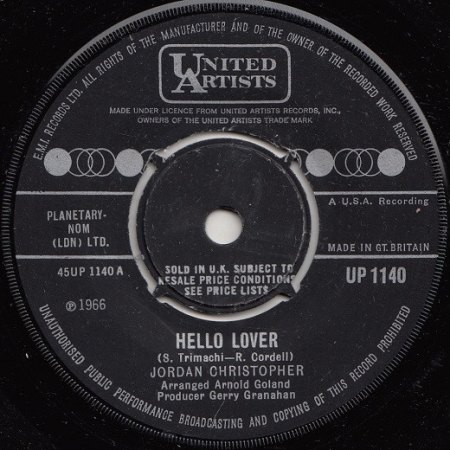 E.M.I. RECORDS LTD. ALL RIGHTS OF THE MANUFACTURER AND OF THE OWNER OF THE RECORDED WORK RESERVED
UNITED
ARTISTS
MADE UNDER LICENCE FROM UNITED ARTISTS RECORDS, INC.,
OWNERS OF THE UNITED ARTISTS TRADE MARK
PLANETARY-
NOM
(LDN) LTD.
A U.S.A. Recording
MADE IN GT. BRITAIN
45UP 1140 A
UP 1140
℗ 1966
SOLD IN U.K. SUBJECT TO
RESALE PRICE CONDITIONS
SEE PRICE LISTS
HELLO LOVER
(S. Trimachi—R. Cordell)
JORDAN CHRISTOPHER
Arranged Arnold Goland
Producer Gerry Granahan
UNAUTHORISED PUBLIC PERFORMANCE BROADCASTING AND COPYING OF THIS RECORD PROHIBITED